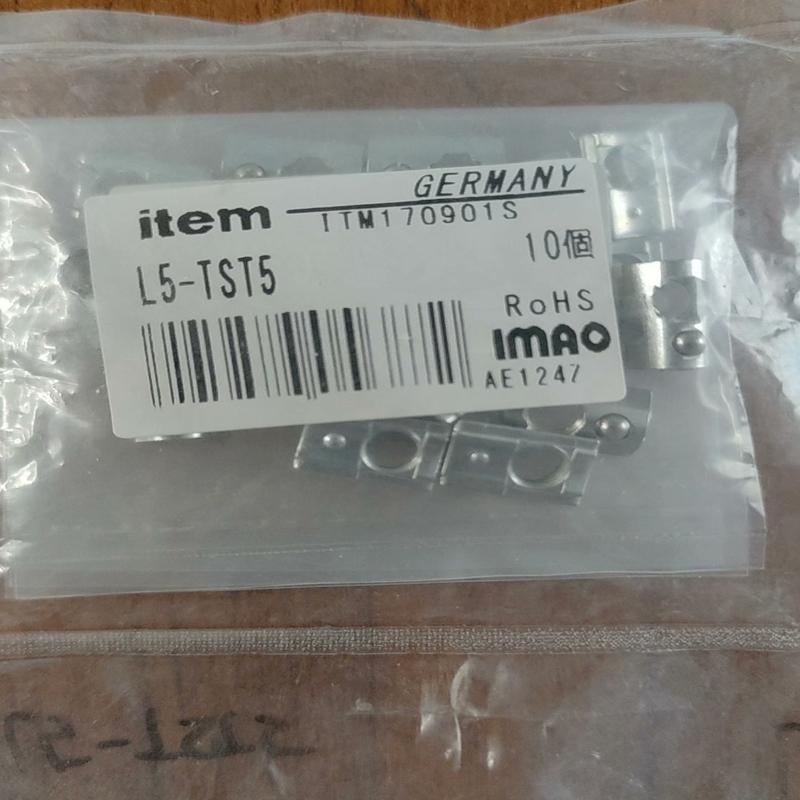 GERMANY
item
ITM170901S
10個
L5-TST5
RoHS
IMAO
AE1247